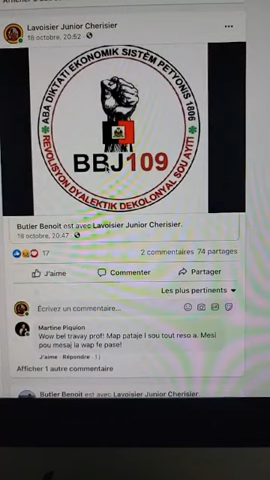 Lavoisier Junior Cherisier
18 octobre, 20:52
ABA DIKTATI EKONOMIK SISTÈM PETYONIS 1806
BBJ109
REVOLISYON DYALEKTIK DEKOLONYAL SOU AYITI
Butler Benoit est avec Lavoisier Junior Cherisier.
18 octobre, 20:47
17
2 commentaires 74 partages
J'aime Commenter Partager
Les plus pertinents
Écrivez un commentaire...
Martine Piquion
Wow bel travay prof! Map pataje l sou tout reso a. Mesi
pou mesaj la wap fe pase!
J'aime · Répondre · 1 j
Afficher 1 autre commentaire
Butler Benoit est avec Lavoisier Junior Cherisier